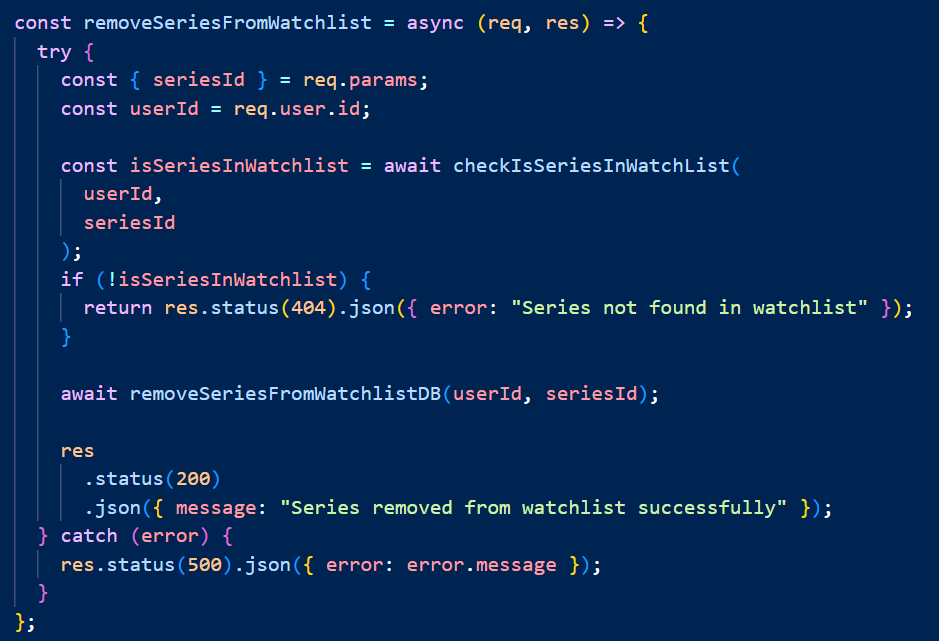 const removeSeriesFromWatchlist = async (req, res) => {
  try {
    const { seriesId } = req.params;
    const userId = req.user.id;

    const isSeriesInWatchlist = await checkIsSeriesInWatchList(
      userId,
      seriesId
    );
    if (!isSeriesInWatchlist) {
      return res.status(404).json({ error: "Series not found in watchlist" });
    }

    await removeSeriesFromWatchlistDB(userId, seriesId);

    res
      .status(200)
      .json({ message: "Series removed from watchlist successfully" });
  } catch (error) {
    res.status(500).json({ error: error.message });
  }
};